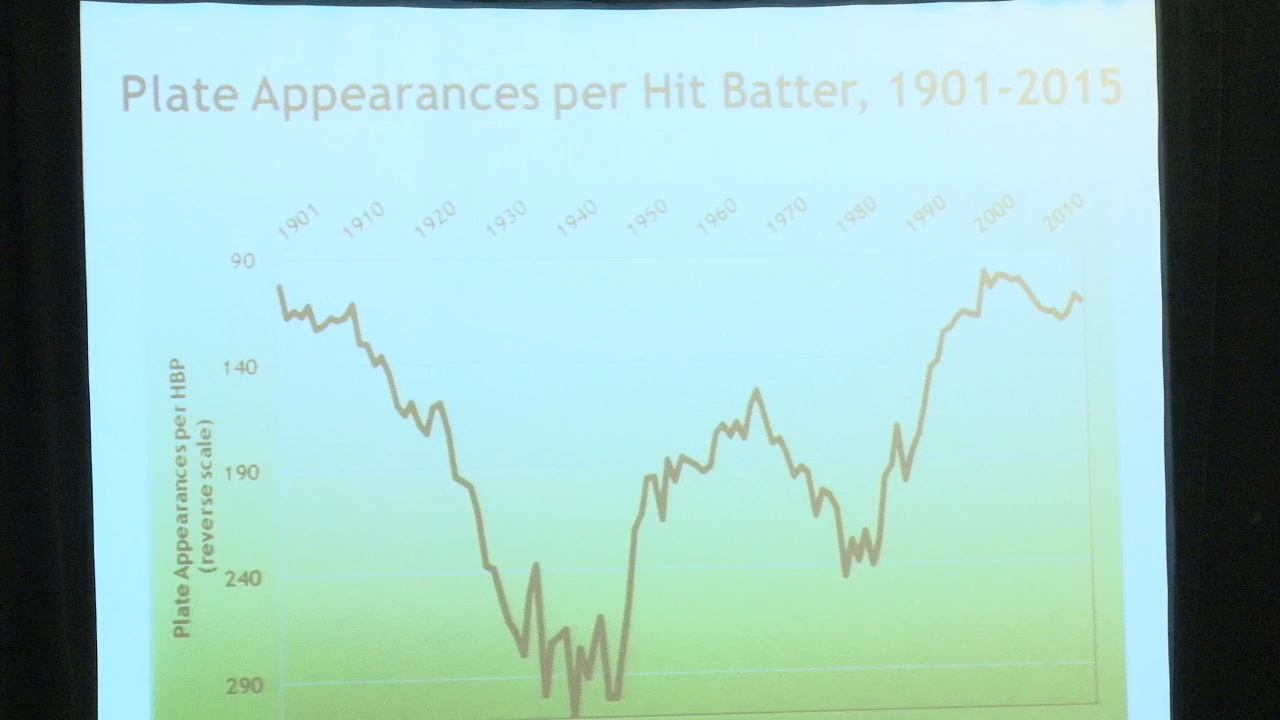 Plate Appearances per Hit Batter, 1901-2015
1901 1910 1920 1930 1940 1950 1960 1970 1980 1990 2000 2010
90
140
190
240
290
Plate Appearances per HBP
(reverse scale)